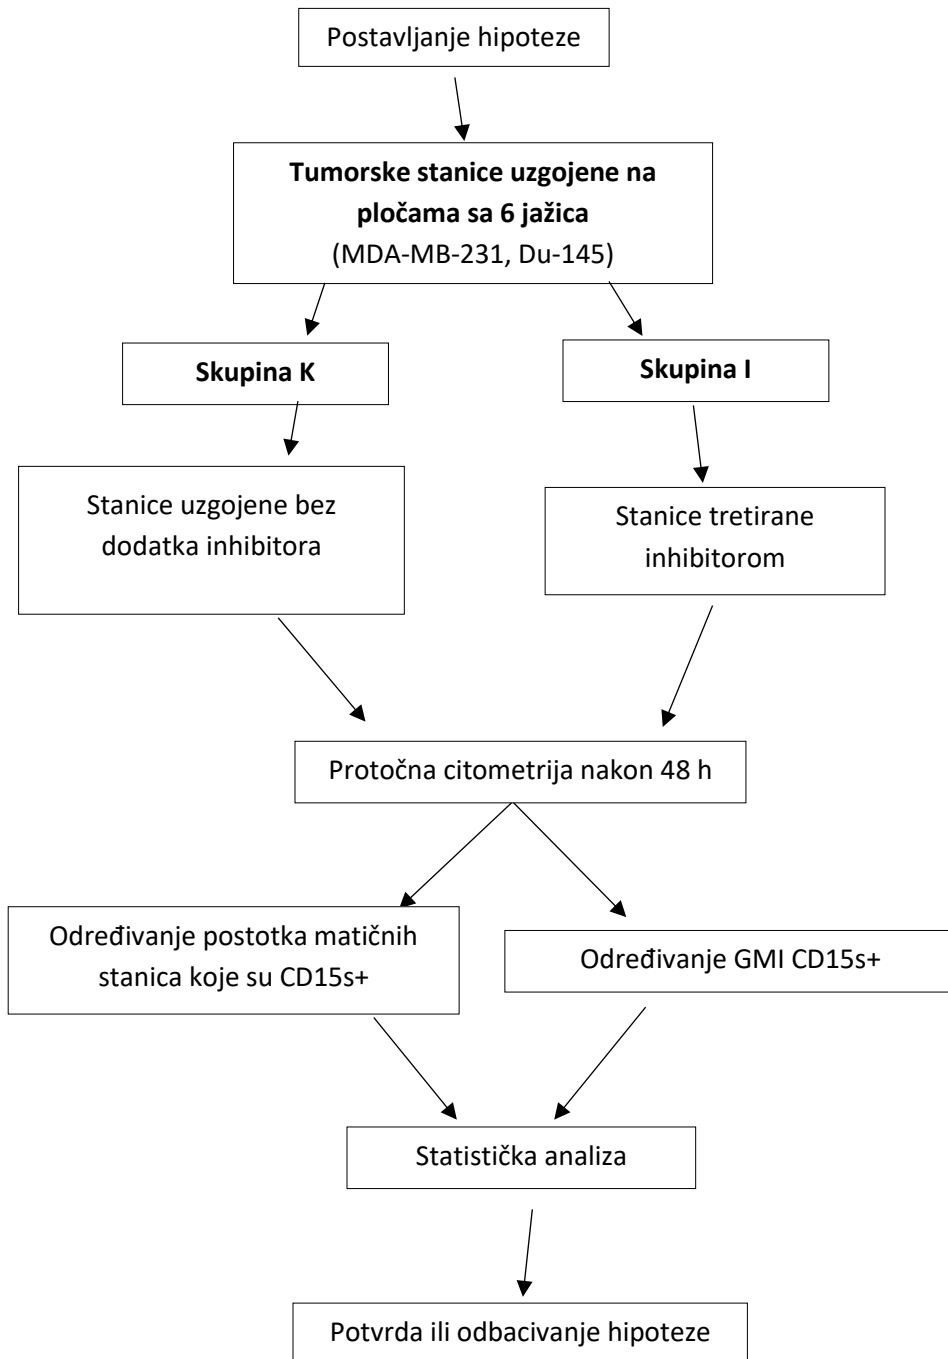 Postavljanje hipoteze
Tumorske stanice uzgojene na
pločama sa 6 jažica
(MDA-MB-231, Du-145)
Skupina K
Skupina I
Stanice uzgojene bez
dodatka inhibitora
Stanice tretirane
inhibitorom
Protočna citometrija nakon 48 h
Određivanje postotka matičnih
stanica koje su CD15s+
Određivanje GMI CD15s+
Statistička analiza
Potvrda ili odbacivanje hipoteze